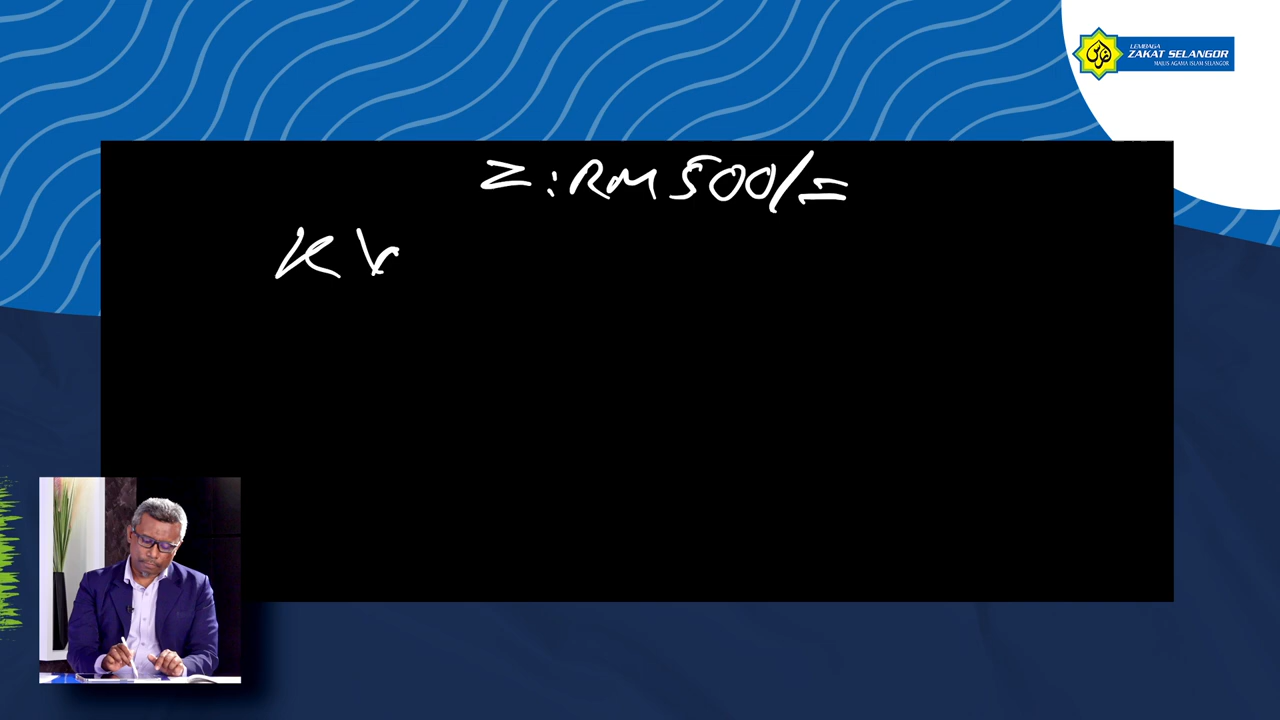 LEMBAGA
ZAKAT SELANGOR
MAJLIS AGAMA ISLAM SELANGOR
Z : RM 500/=
K